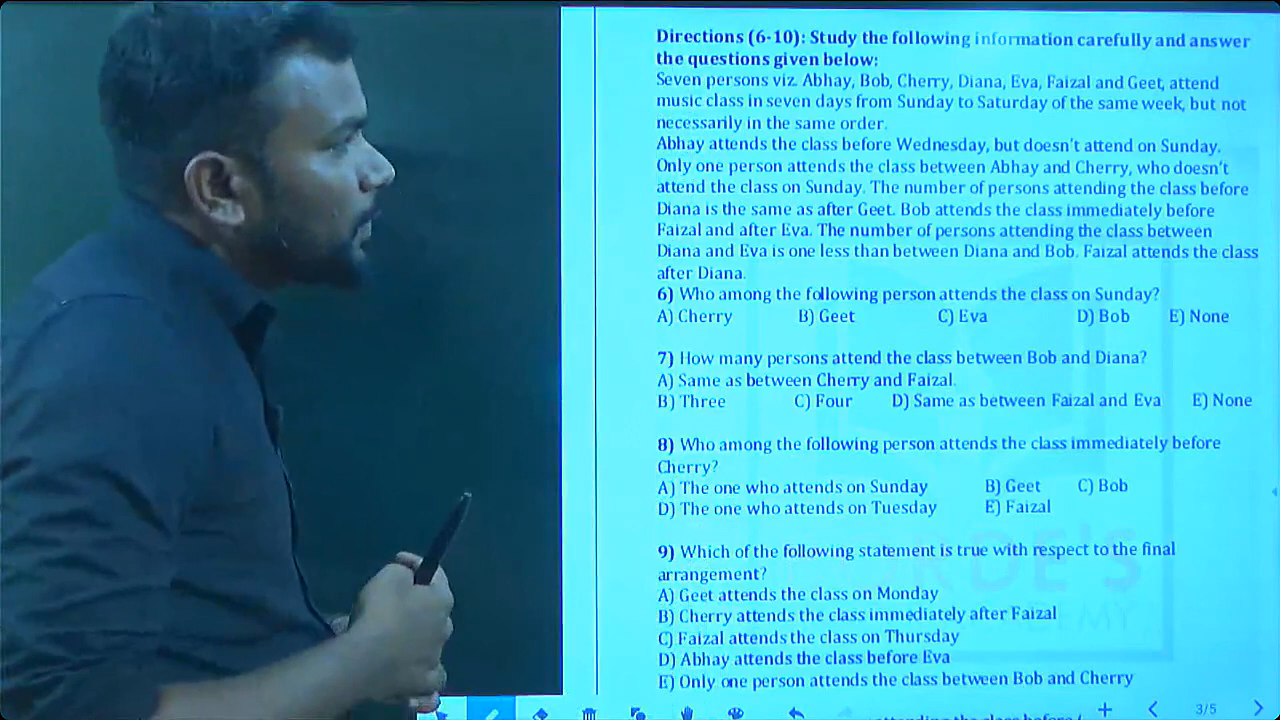 Directions (6-10): Study the following information carefully and answer
the questions given below:
Seven persons viz. Abhay, Bob, Cherry, Diana, Eva, Faizal and Geet, attend
music class in seven days from Sunday to Saturday of the same week, but not
necessarily in the same order.
Abhay attends the class before Wednesday, but doesn't attend on Sunday.
Only one person attends the class between Abhay and Cherry, who doesn't
attend the class on Sunday. The number of persons attending the class before
Diana is the same as after Geet. Bob attends the class immediately before
Faizal and after Eva. The number of persons attending the class between
Diana and Eva is one less than between Diana and Bob. Faizal attends the class
after Diana.
6) Who among the following person attends the class on Sunday?
A) Cherry B) Geet C) Eva D) Bob E) None
7) How many persons attend the class between Bob and Diana?
A) Same as between Cherry and Faizal.
B) Three C) Four D) Same as between Faizal and Eva E) None
8) Who among the following person attends the class immediately before
Cherry?
A) The one who attends on Sunday B) Geet C) Bob
D) The one who attends on Tuesday E) Faizal
9) Which of the following statement is true with respect to the final
arrangement?
A) Geet attends the class on Monday
B) Cherry attends the class immediately after Faizal
C) Faizal attends the class on Thursday
D) Abhay attends the class before Eva
E) Only one person attends the class between Bob and Cherry
3/5